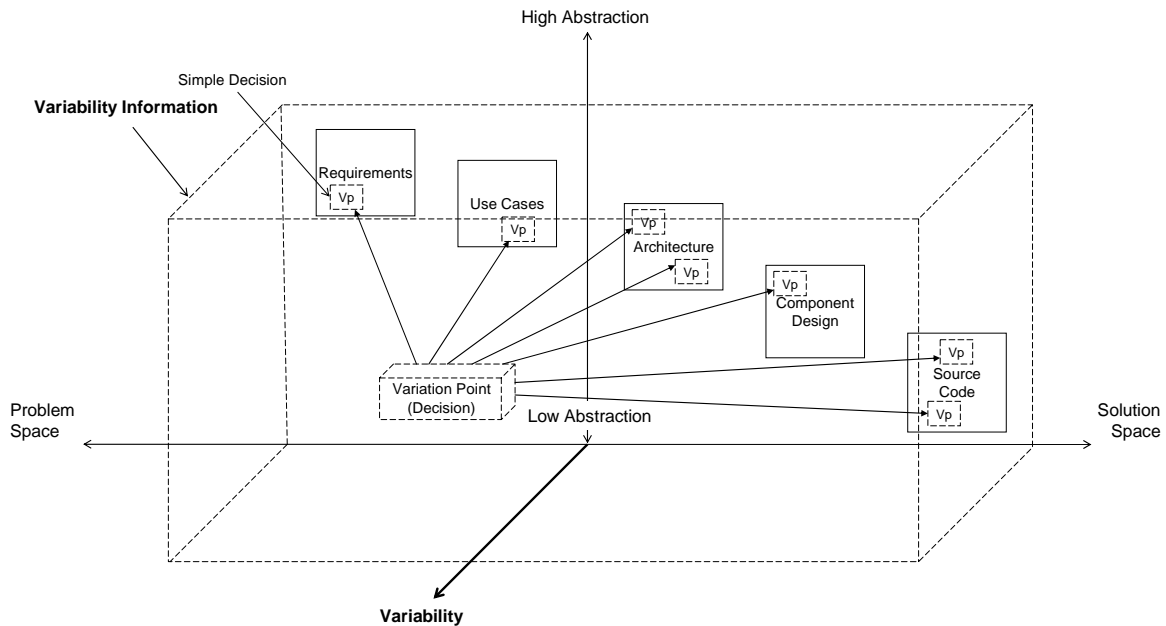 High Abstraction
Simple Decision
Variability Information
Requirements
Vp
Use Cases
Vp
Vp
Architecture
Vp
Vp
Component
Design
Vp
Source
Code
Vp
Variation Point
(Decision)
Low Abstraction
Problem
Space
Solution
Space
Variability